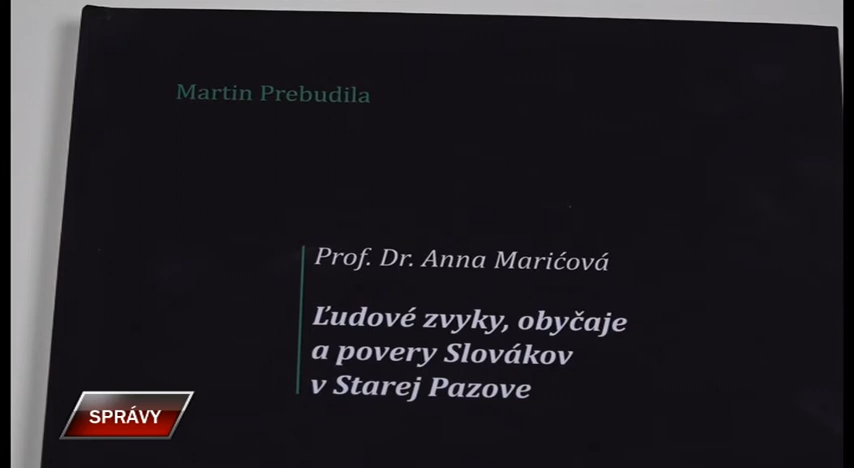 Martin Prebudila
Prof. Dr. Anna Marićová
Ľudové zvyky, obyčaje
a povery Slovákov
v Starej Pazove
SPRÁVY